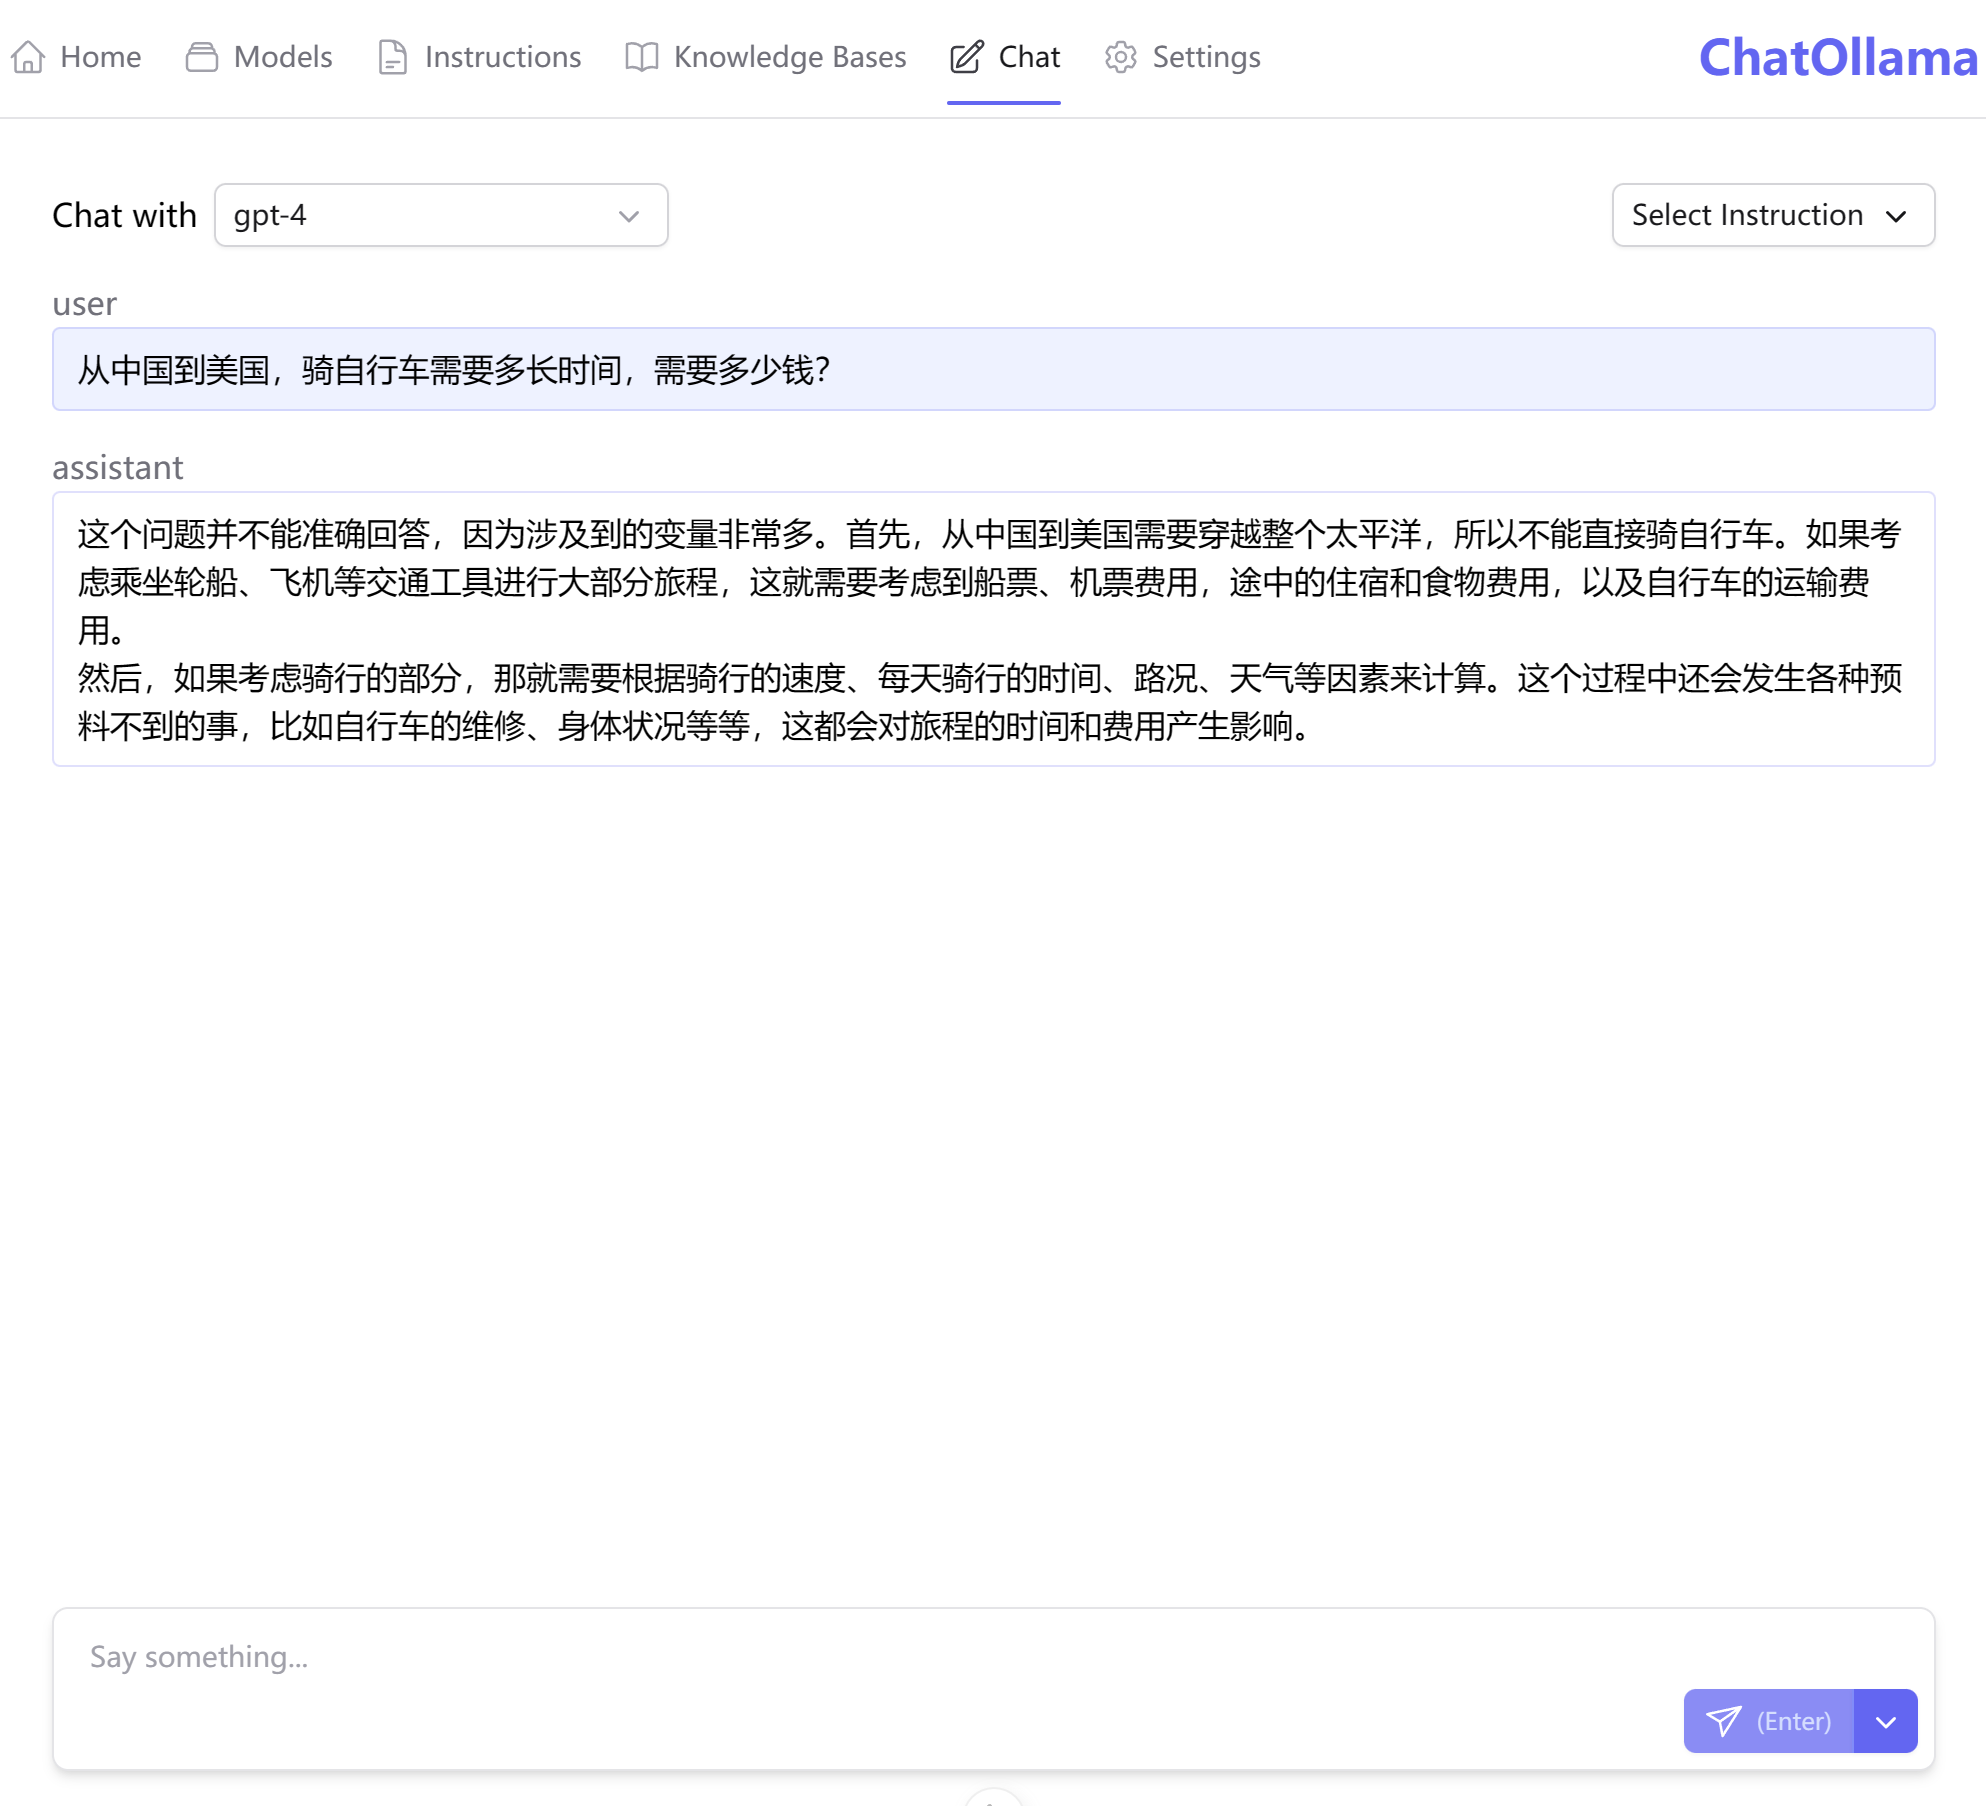 Home Models Instructions Knowledge Bases Chat Settings ChatOllama
Chat with gpt-4 Select Instruction
user
从中国到美国，骑自行车需要多长时间，需要多少钱？
assistant
这个问题并不能准确回答，因为涉及到的变量非常多。首先，从中国到美国需要穿越整个太平洋，所以不能直接骑自行车。如果考
虑乘坐轮船、飞机等交通工具进行大部分旅程，这就需要考虑到船票、机票费用，途中的住宿和食物费用，以及自行车的运输费
用。
然后，如果考虑骑行的部分，那就需要根据骑行的速度、每天骑行的时间、路况、天气等因素来计算。这个过程中还会发生各种预
料不到的事，比如自行车的维修、身体状况等等，这都会对旅程的时间和费用产生影响。
Say something...
(Enter)